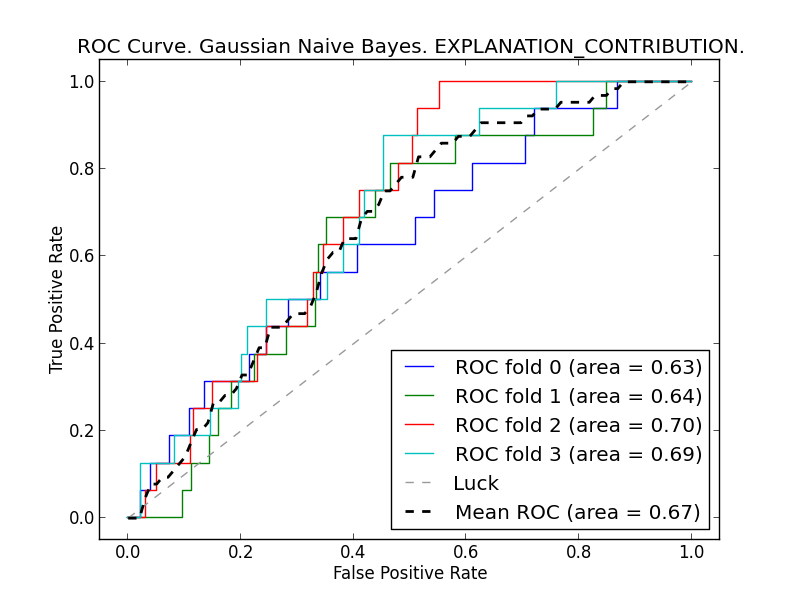 ROC Curve. Gaussian Naive Bayes. EXPLANATION_CONTRIBUTION.
True Positive Rate
1.0
0.8
0.6
0.4
0.2
0.0
ROC fold 0 (area = 0.63)
ROC fold 1 (area = 0.64)
ROC fold 2 (area = 0.70)
ROC fold 3 (area = 0.69)
Luck
Mean ROC (area = 0.67)
0.0 0.2 0.4 0.6 0.8 1.0
False Positive Rate